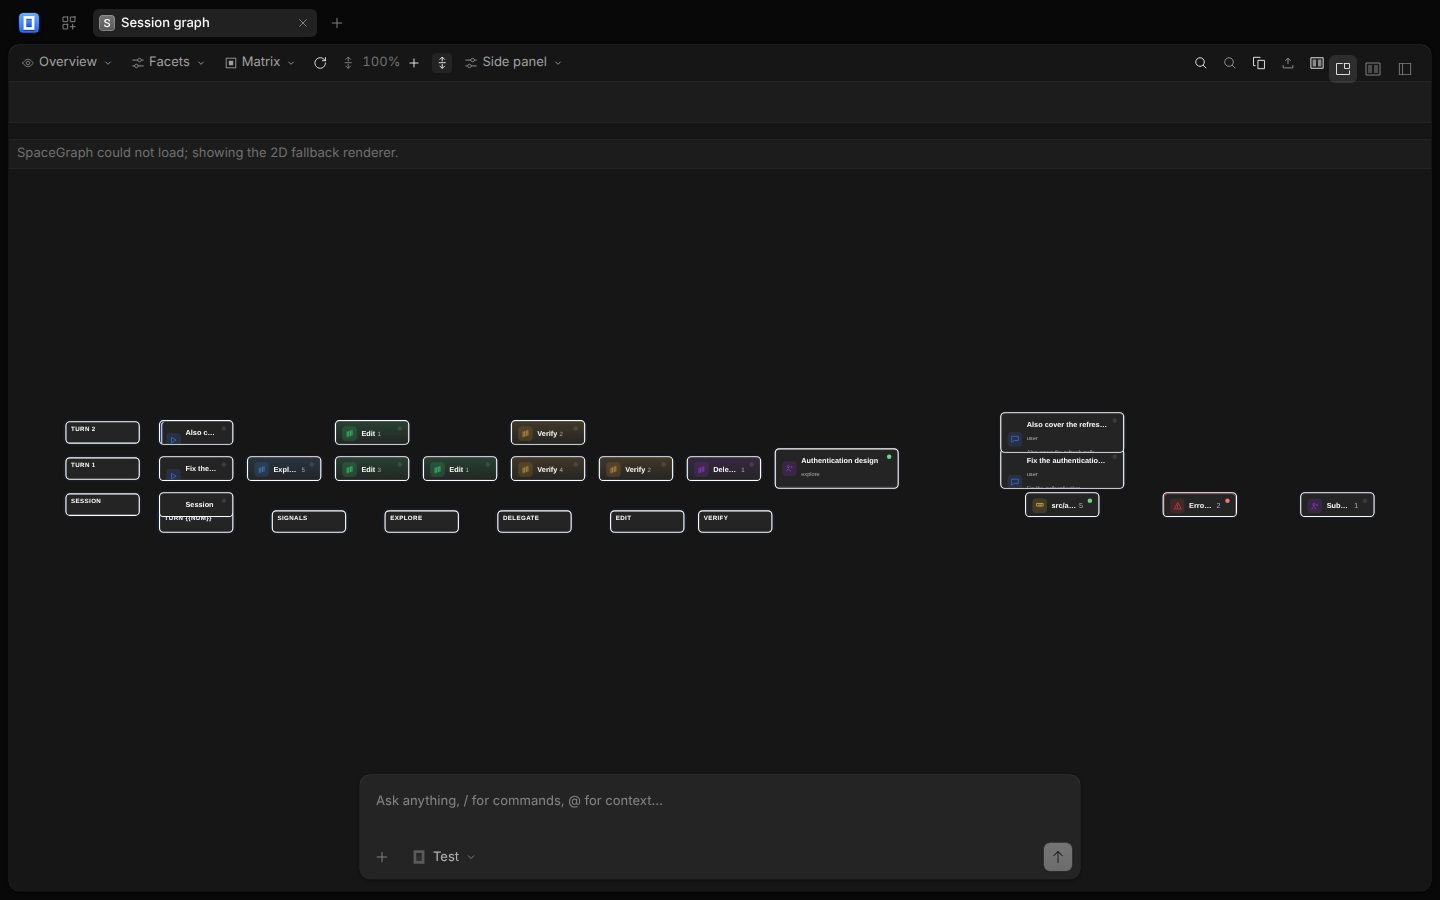 S Session graph
Overview Facets Matrix 100% Side panel
SpaceGraph could not load; showing the 2D fallback renderer.
TURN 2
Also c...
Edit 1
Verify 2
Also cover the refres...
user
TURN 1
Fix the...
Expl... 5
Edit 3
Edit 1
Verify 4
Verify 2
Dele... 1
Authentication design
explore
Fix the authenticatio...
user
SESSION
Session
TURN {{NUM}}
SIGNALS
EXPLORE
DELEGATE
EDIT
VERIFY
src/a... 5
Erro... 2
Sub... 1
Ask anything, / for commands, @ for context...
Test